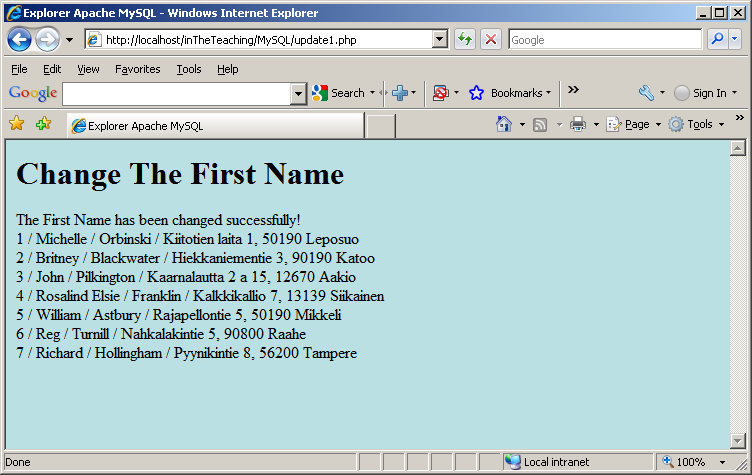 Explorer Apache MySQL - Windows Internet Explorer
http://localhost/inTheTeaching/MySQL/update1.php
Google
File Edit View Favorites Tools Help
Google Search Bookmarks » Sign In
Explorer Apache MySQL Page Tools »
Change The First Name
The First Name has been changed successfully!
1 / Michelle / Orbinski / Kiitotien laita 1, 50190 Leposuo
2 / Britney / Blackwater / Hiekkaniementie 3, 90190 Katoo
3 / John / Pilkington / Kaarnalautta 2 a 15, 12670 Aakio
4 / Rosalind Elsie / Franklin / Kalkkikallio 7, 13139 Siikainen
5 / William / Astbury / Rajapellontie 5, 50190 Mikkeli
6 / Reg / Turnill / Nahkalakintie 5, 90800 Raahe
7 / Richard / Hollingham / Pyynikintie 8, 56200 Tampere
Done Local intranet 100%